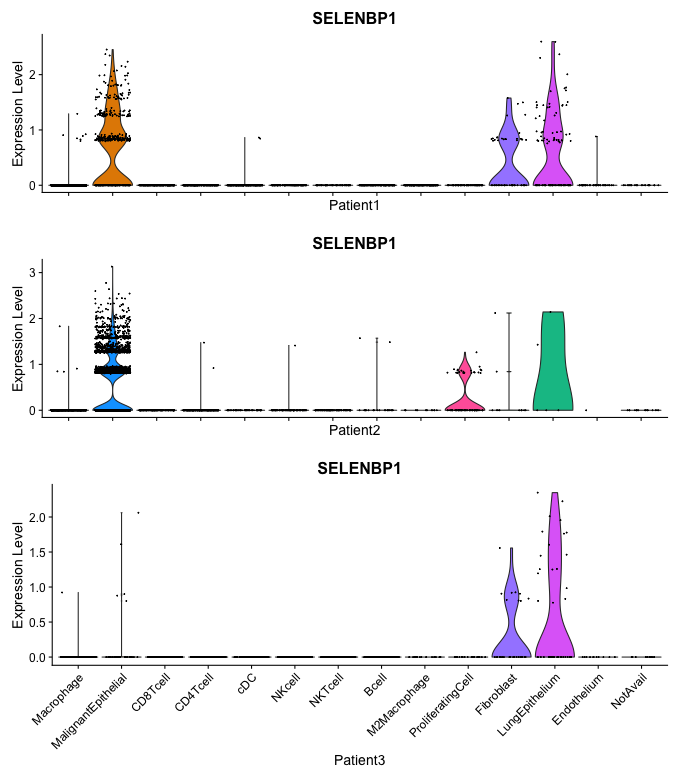 SELENBP1
Expression Level
2
1
0
Patient1
SELENBP1
Expression Level
3
2
1
0
Patient2
SELENBP1
Expression Level
2.0
1.5
1.0
0.5
0.0
Macrophage
MalignantEpithelial
CD8Tcell
CD4Tcell
cDC
NKcell
NKTcell
Bcell
M2Macrophage
ProliferatingCell
Fibroblast
LungEpithelium
Endothelium
NotAvail
Patient3